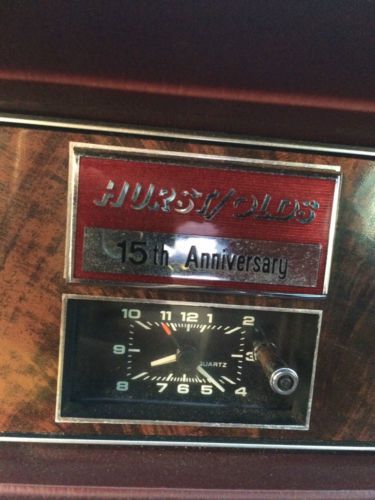 HURST/OLDS
15th Anniversary
10 11 12 1 2
9 3
QUARTZ
8 7 6 5 4